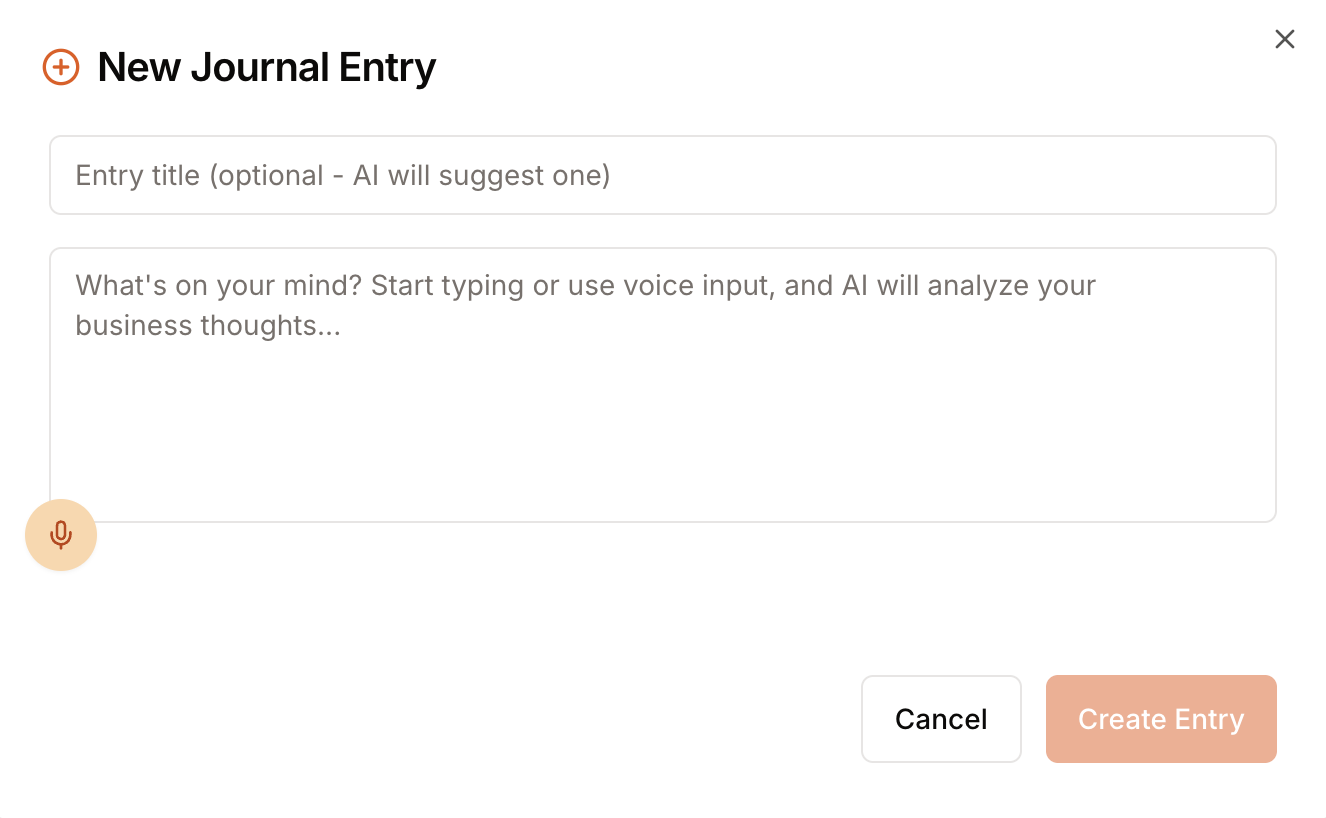 New Journal Entry
Entry title (optional - AI will suggest one)
What's on your mind? Start typing or use voice input, and AI will analyze your
business thoughts...
Cancel
Create Entry